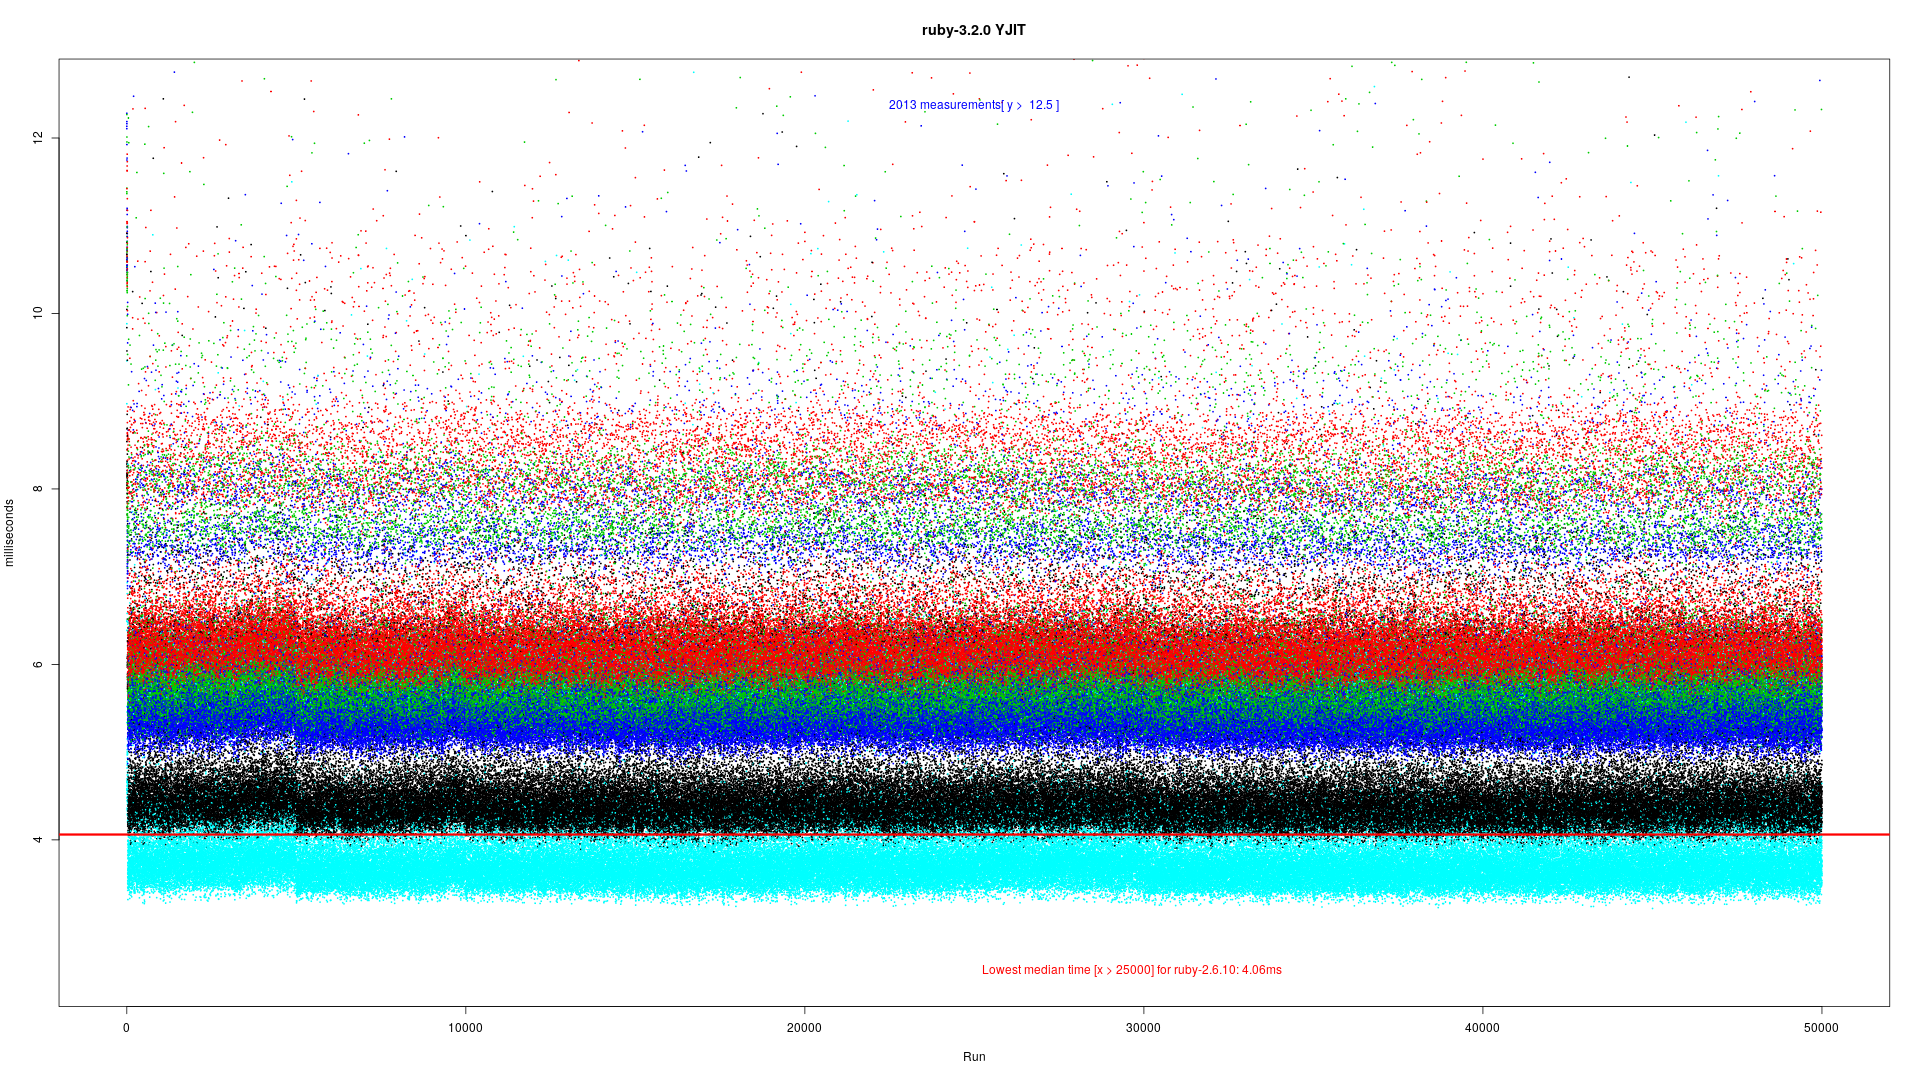 ruby-3.2.0 YJIT
2013 measurements[ y > 12.5 ]
12
10
8
6
4
milliseconds
Lowest median time [x > 25000] for ruby-2.6.10: 4.06ms
0 10000 20000 30000 40000 50000
Run